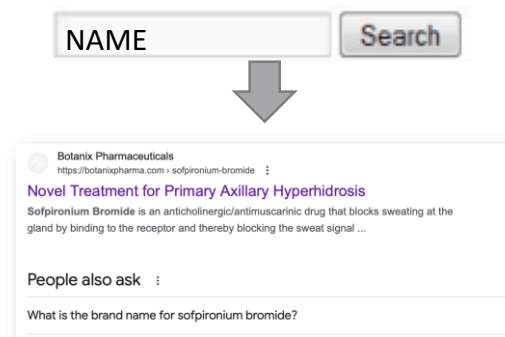 NAME
Search
Botanix Pharmaceuticals
https://botanixpharma.com › sofpironium-bromide
Novel Treatment for Primary Axillary Hyperhidrosis
Sofpironium Bromide is an anticholinergic/antimuscarinic drug that blocks sweating at the
gland by binding to the receptor and thereby blocking the sweat signal ...
People also ask
What is the brand name for sofpironium bromide?